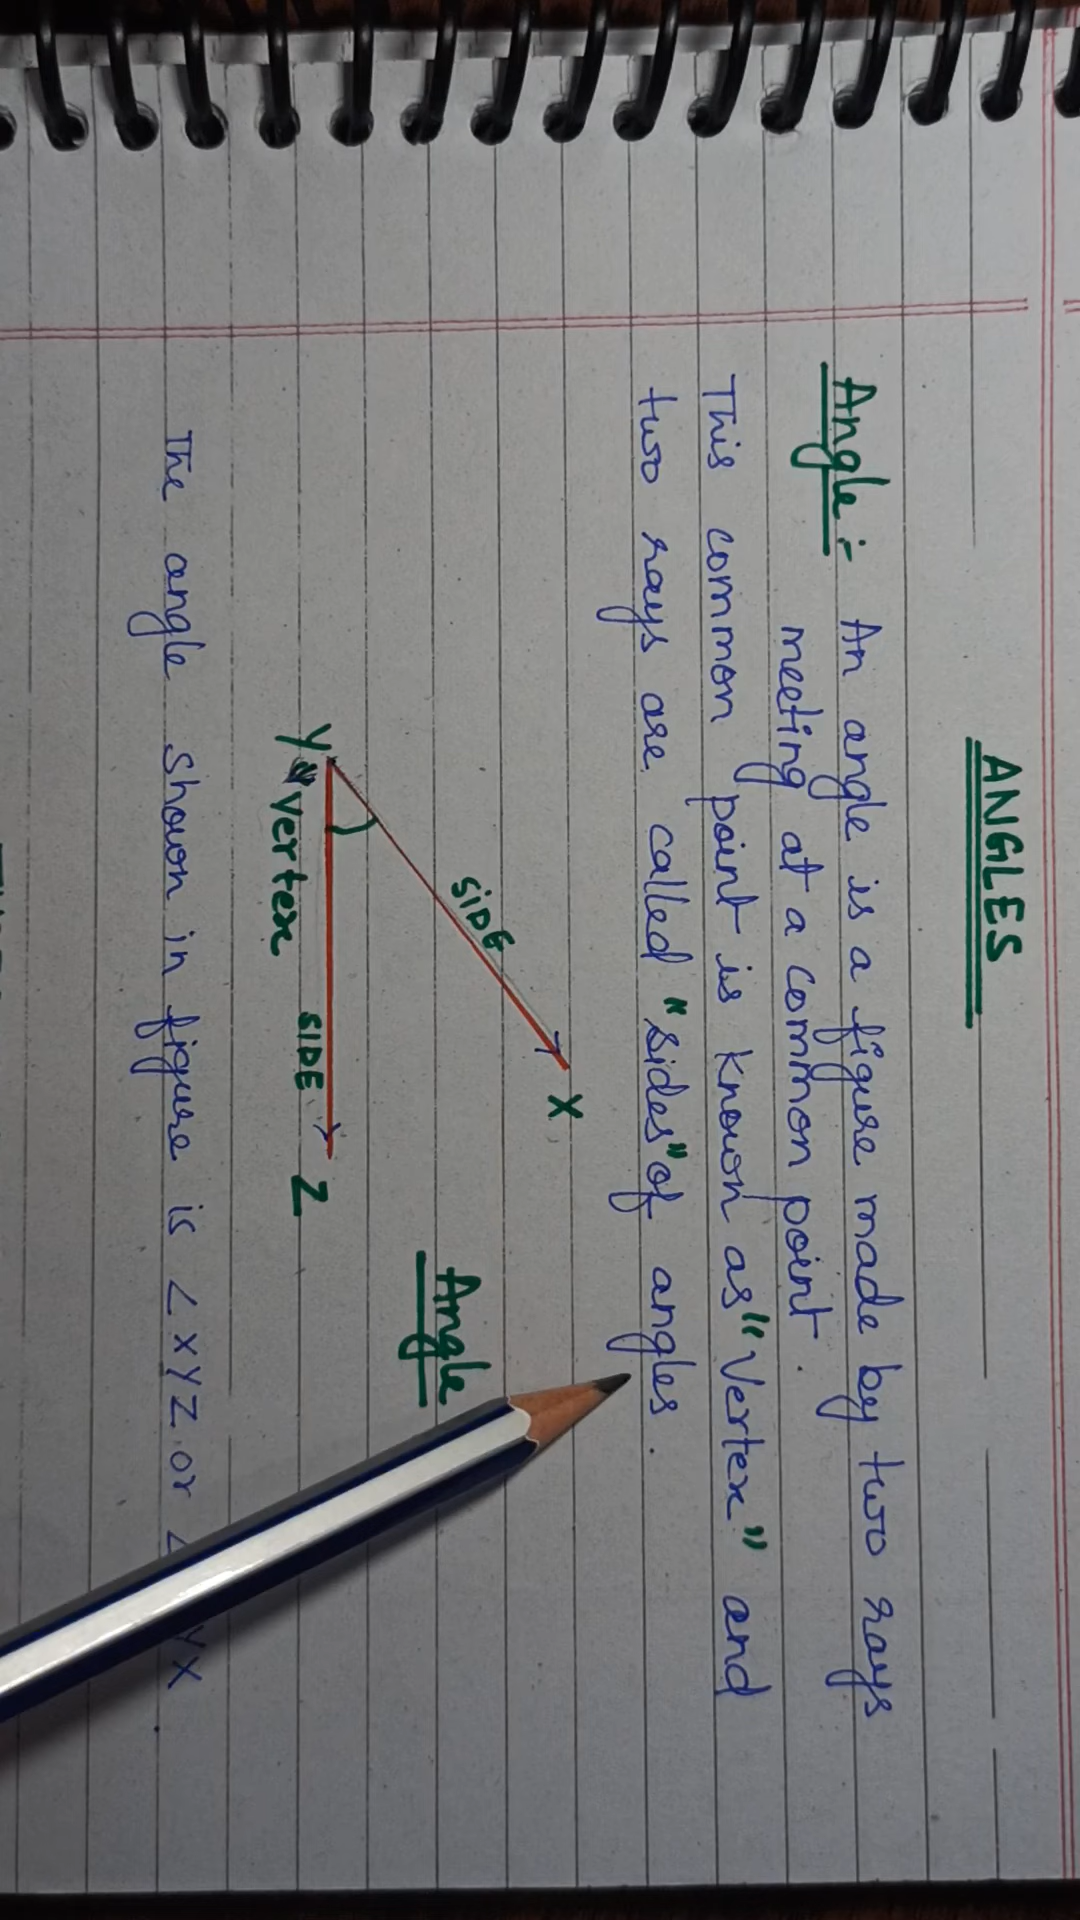 ANGLES
Angle :- An angle is a figure made by two rays
meeting at a common point.
This common point is known as "Vertex" and
two rays are called "sides" of angles.
X
SIDE
Angle
Y
Vertex
SIDE
Z
The angle shown in figure is ∠XYZ or ∠ YX